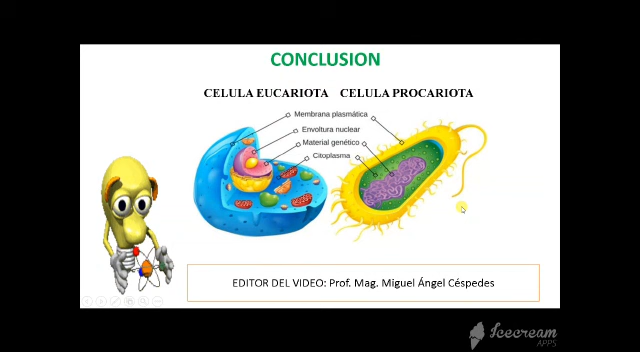 CONCLUSION
CELULA EUCARIOTA CELULA PROCARIOTA
Membrana plasmática
Envoltura nuclear
Material genético
Citoplasma
EDITOR DEL VIDEO: Prof. Mag. Miguel Ángel Céspedes
Icecream
APPS